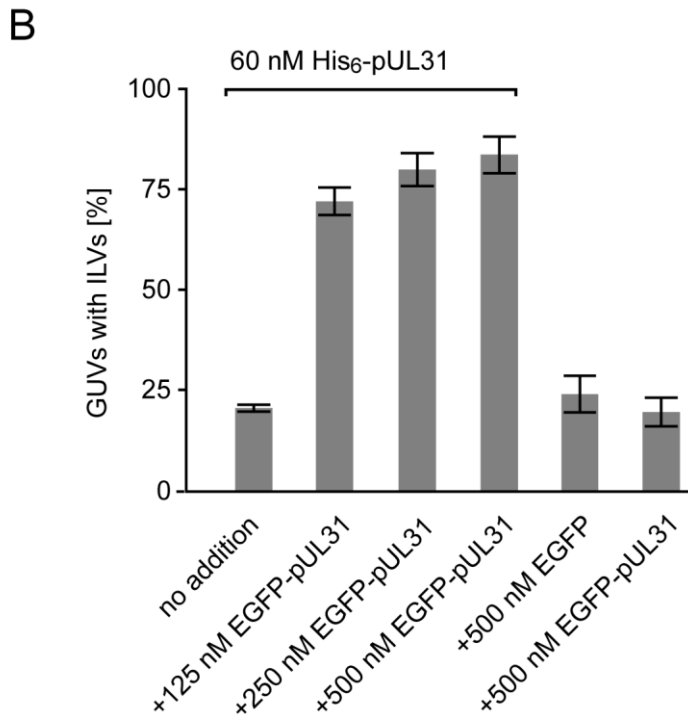 B
60 nM His6-pUL31
GUVs with ILVs [%]
100
75
50
25
0
no addition
+125 nM EGFP-pUL31
+250 nM EGFP-pUL31
+500 nM EGFP-pUL31
+500 nM EGFP
+500 nM EGFP-pUL31